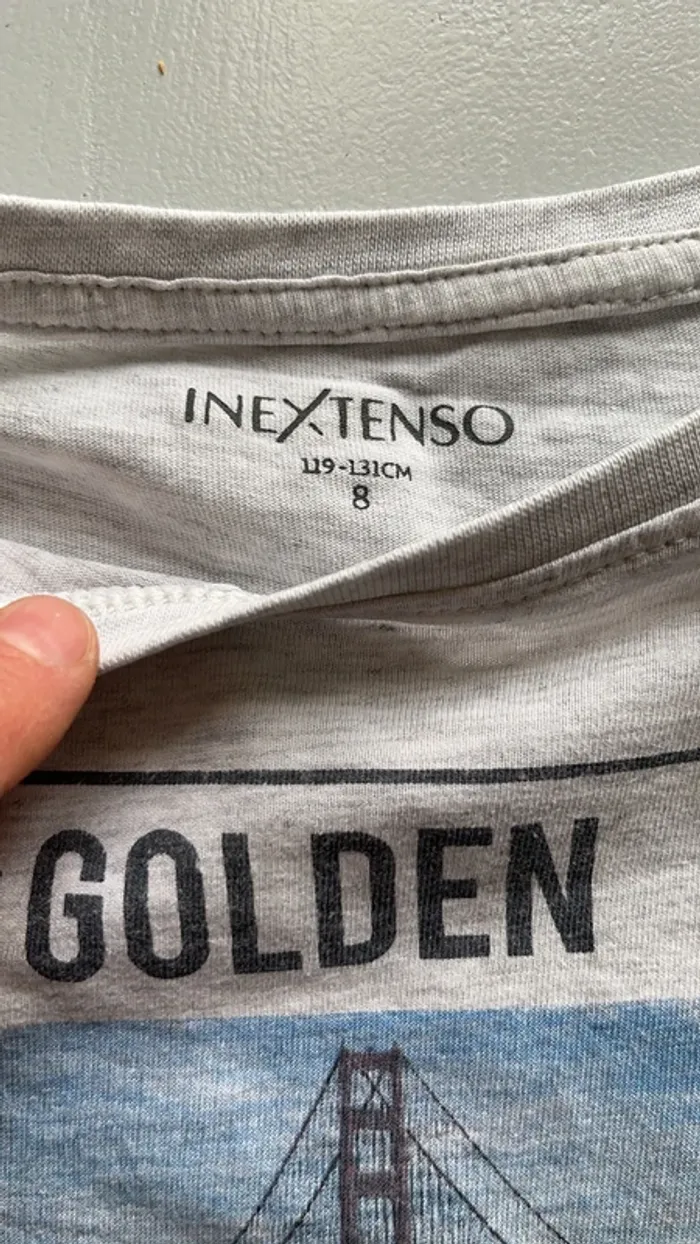 INEXTENSO
119-131CM
8
GOLDEN